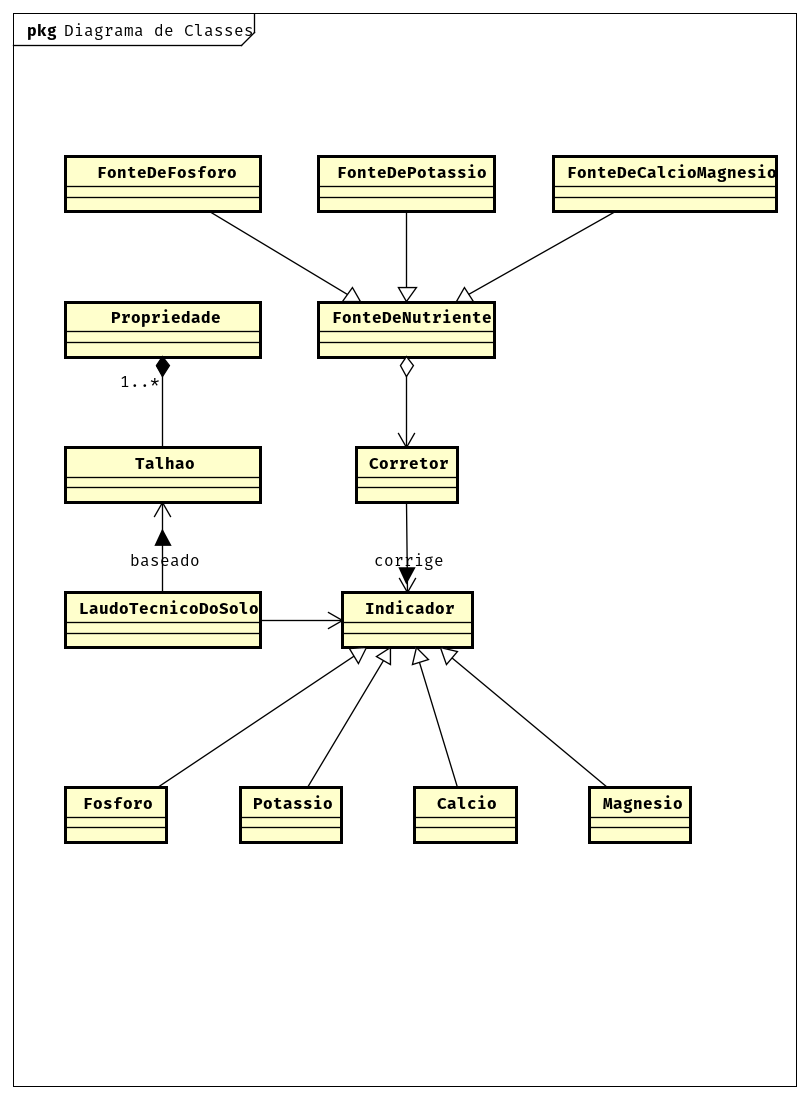 pkg Diagrama de Classes
FonteDeFosforo
FonteDePotassio
FonteDeCalcioMagnesio
Propriedade
FonteDeNutriente
1..*
Talhao
Corretor
baseado
corrige
LaudoTecnicoDoSolo
Indicador
Fosforo
Potassio
Calcio
Magnesio